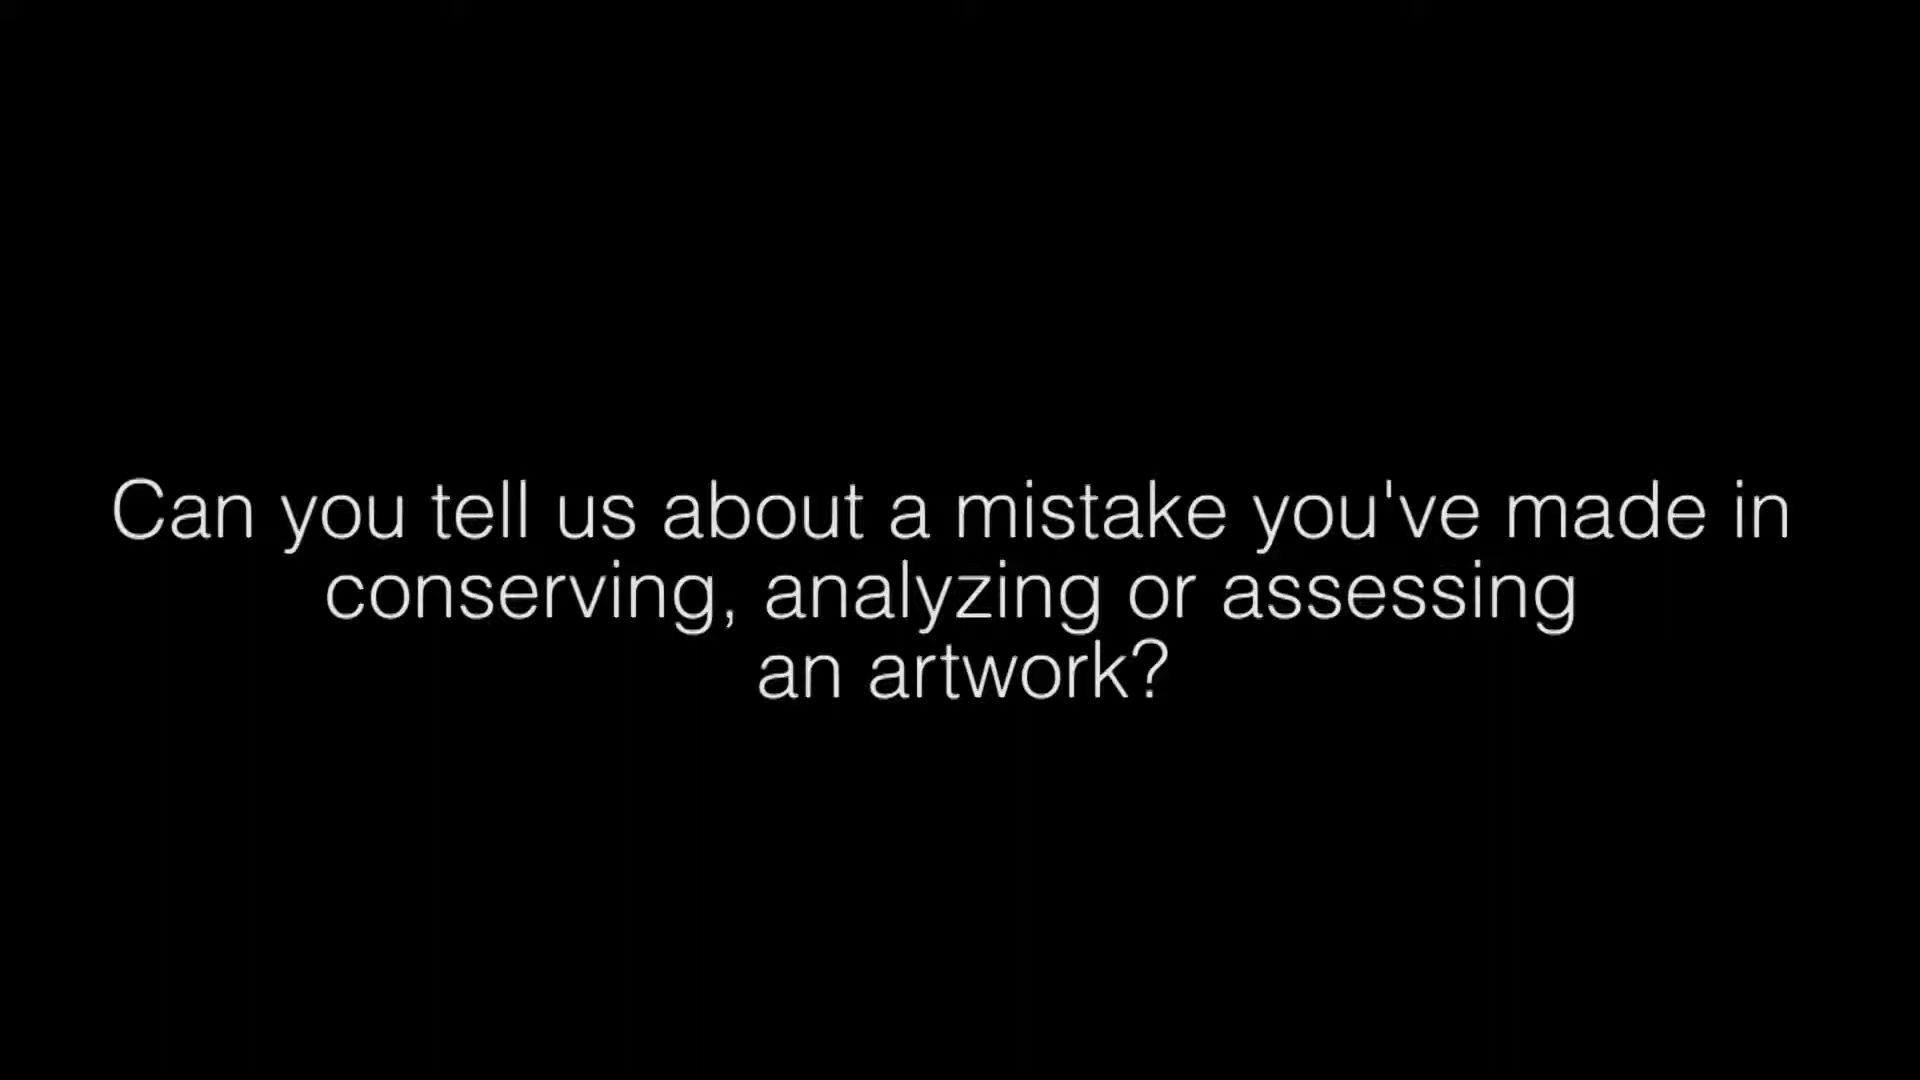 Can you tell us about a mistake you've made in
conserving, analyzing or assessing
an artwork?